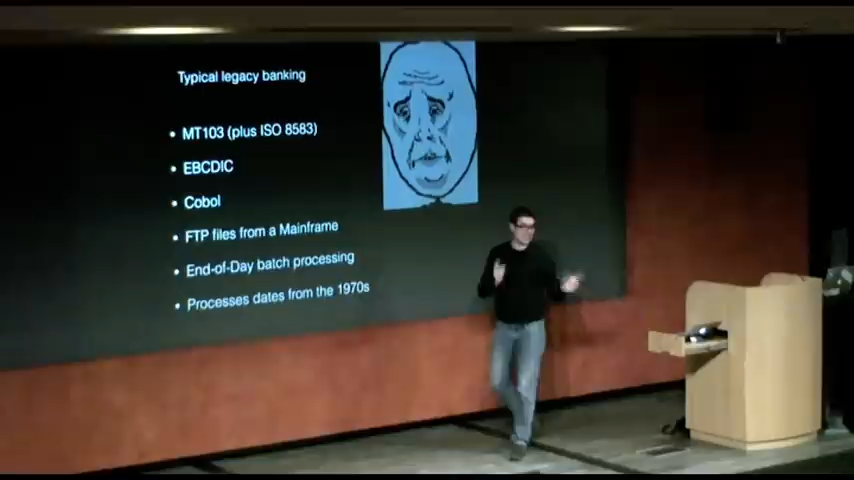 Typical legacy banking
• MT103 (plus ISO 8583)
• EBCDIC
• Cobol
• FTP files from a Mainframe
• End-of-Day batch processing
• Processes dates from the 1970s